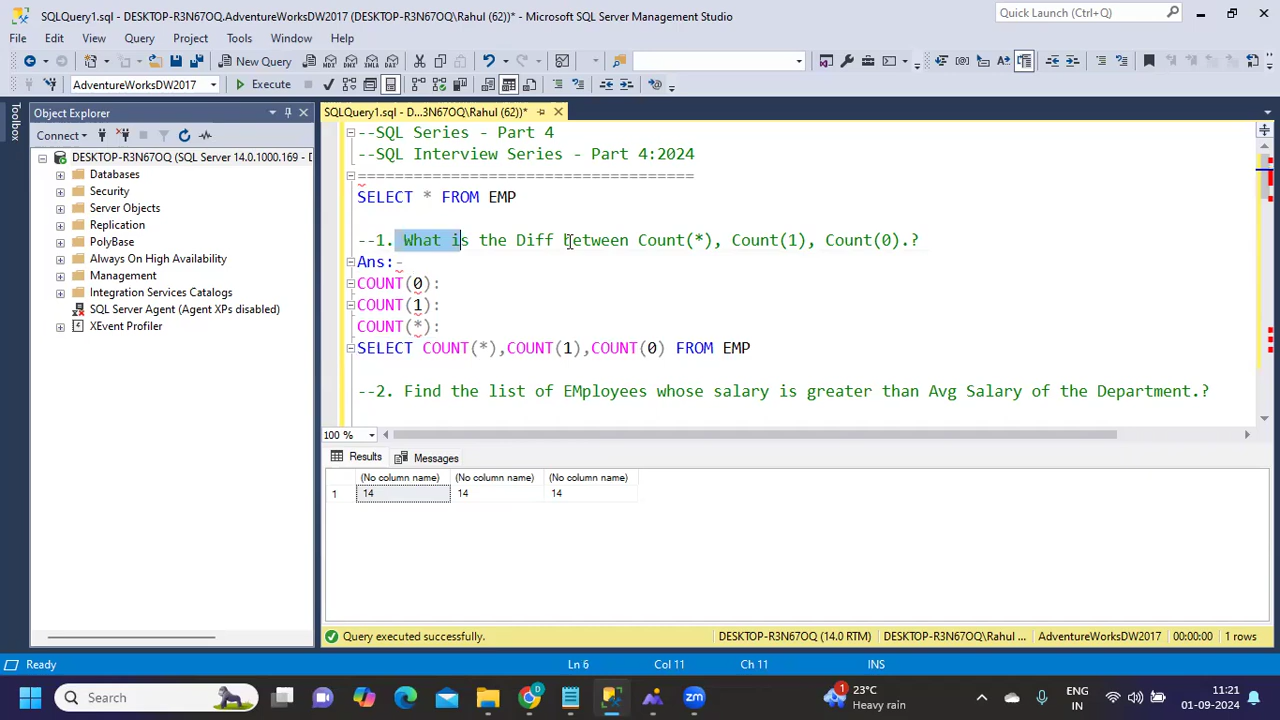 SQLQuery1.sql - DESKTOP-R3N67OQ.AdventureWorksDW2017 (DESKTOP-R3N67OQ\Rahul (62))* - Microsoft SQL Server Management Studio
Quick Launch (Ctrl+Q)
File Edit View Query Project Tools Window Help
New Query
AdventureWorksDW2017
Execute
Toolbox
Object Explorer
Connect
DESKTOP-R3N67OQ (SQL Server 14.0.1000.169 - D
Databases
Security
Server Objects
Replication
PolyBase
Always On High Availability
Management
Integration Services Catalogs
SQL Server Agent (Agent XPs disabled)
XEvent Profiler
SQLQuery1.sql - D...3N67OQ\Rahul (62))*
--SQL Series - Part 4
--SQL Interview Series - Part 4:2024
====================================
SELECT * FROM EMP
--1. What is the Diff between Count(*), Count(1), Count(0).?
Ans:-
COUNT(0):
COUNT(1):
COUNT(*):
SELECT COUNT(*),COUNT(1),COUNT(0) FROM EMP
--2. Find the list of EMployees whose salary is greater than Avg Salary of the Department.?
100 %
Results Messages
(No column name) (No column name) (No column name)
1 14 14 14
Query executed successfully.
DESKTOP-R3N67OQ (14.0 RTM) DESKTOP-R3N67OQ\Rahul ... AdventureWorksDW2017 00:00:00 1 rows
Ready Ln 6 Col 11 Ch 11 INS
Search
1
23°C
Heavy rain
ENG
IN
11:21
01-09-2024